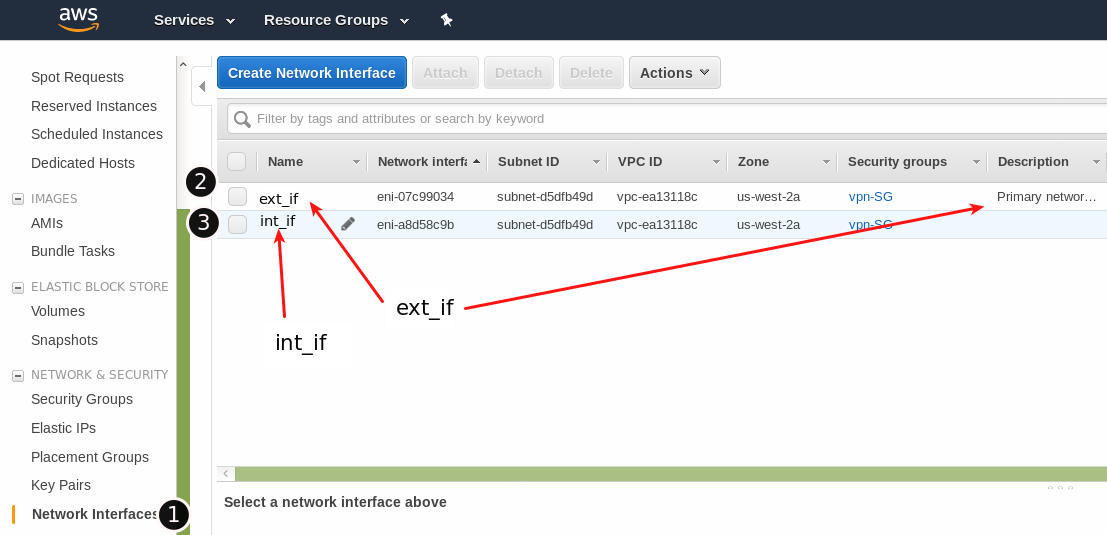 aws Services Resource Groups
Spot Requests
Reserved Instances
Scheduled Instances
Dedicated Hosts
IMAGES
AMIs
Bundle Tasks
ELASTIC BLOCK STORE
Volumes
Snapshots
NETWORK & SECURITY
Security Groups
Elastic IPs
Placement Groups
Key Pairs
Network Interfaces 1
Create Network Interface Attach Detach Delete Actions
Filter by tags and attributes or search by keyword
Name Network interfa Subnet ID VPC ID Zone Security groups Description
2 ext_if eni-07c99034 subnet-d5dfb49d vpc-ea13118c us-west-2a vpn-SG Primary networ…
3 int_if eni-a8d58c9b subnet-d5dfb49d vpc-ea13118c us-west-2a vpn-SG
ext_if
int_if
Select a network interface above